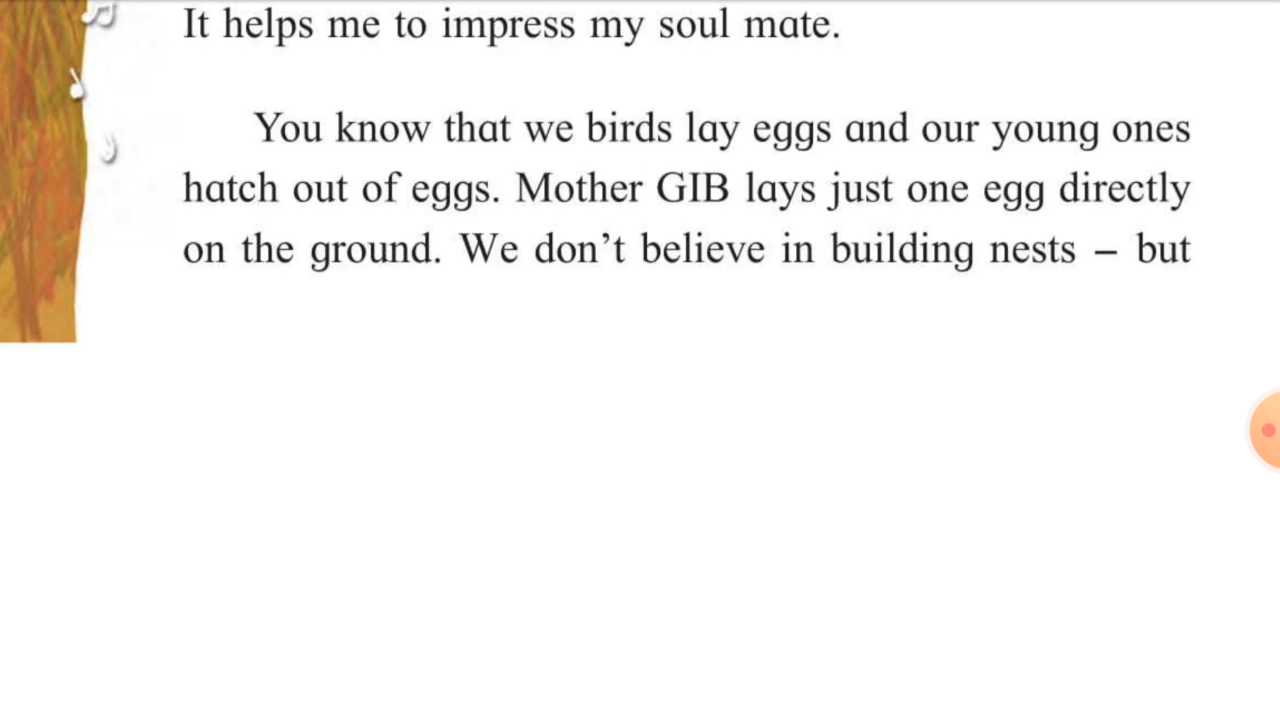 It helps me to impress my soul mate.
You know that we birds lay eggs and our young ones
hatch out of eggs. Mother GIB lays just one egg directly
on the ground. We don’t believe in building nests – but